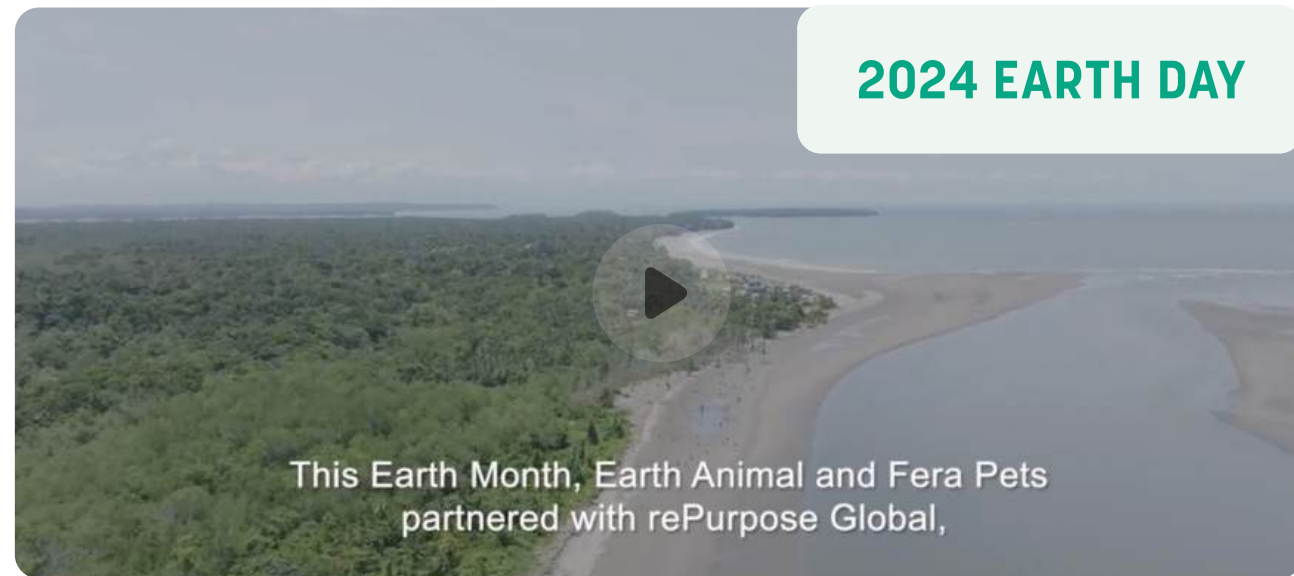 2024 EARTH DAY
This Earth Month, Earth Animal and Fera Pets
partnered with rePurpose Global,